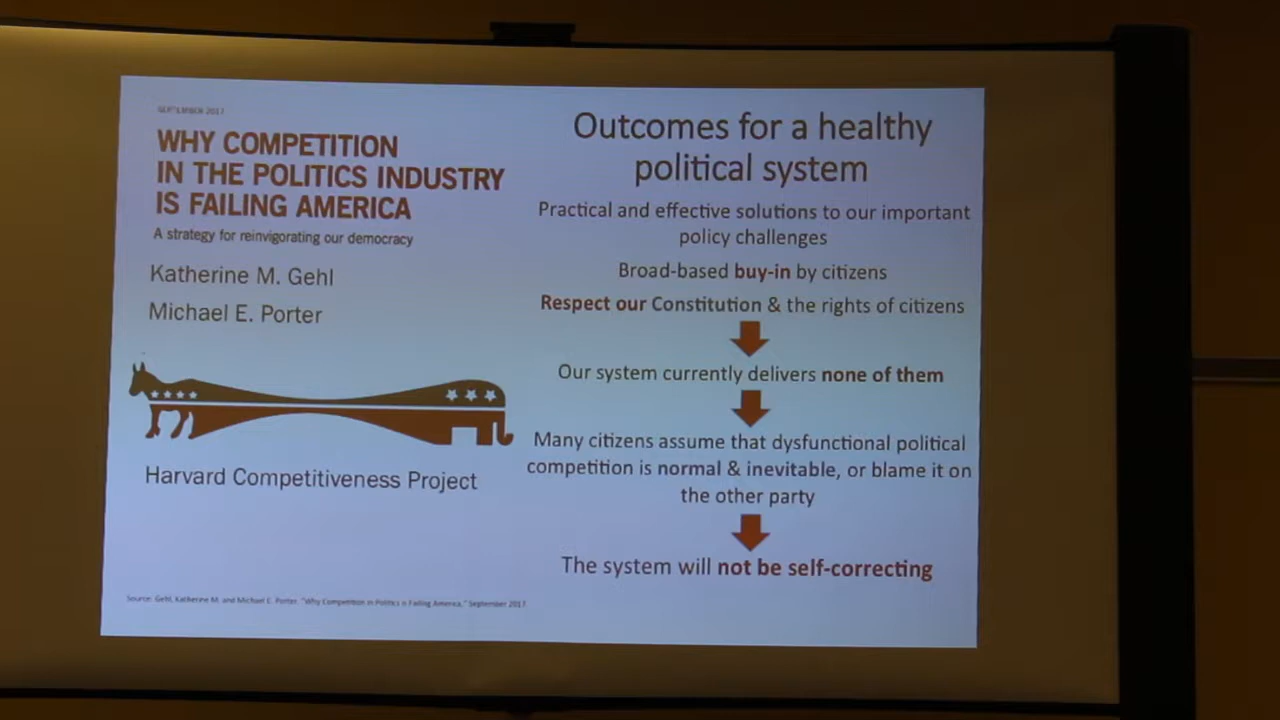 SEPTEMBER 2017
WHY COMPETITION
IN THE POLITICS INDUSTRY
IS FAILING AMERICA
A strategy for reinvigorating our democracy
Katherine M. Gehl
Michael E. Porter
Harvard Competitiveness Project
Source: Gehl, Katherine M. and Michael E. Porter. "Why Competition in Politics is Failing America," September 2017.
Outcomes for a healthy
political system
Practical and effective solutions to our important
policy challenges
Broad-based buy-in by citizens
Respect our Constitution & the rights of citizens
Our system currently delivers none of them
Many citizens assume that dysfunctional political
competition is normal & inevitable, or blame it on
the other party
The system will not be self-correcting